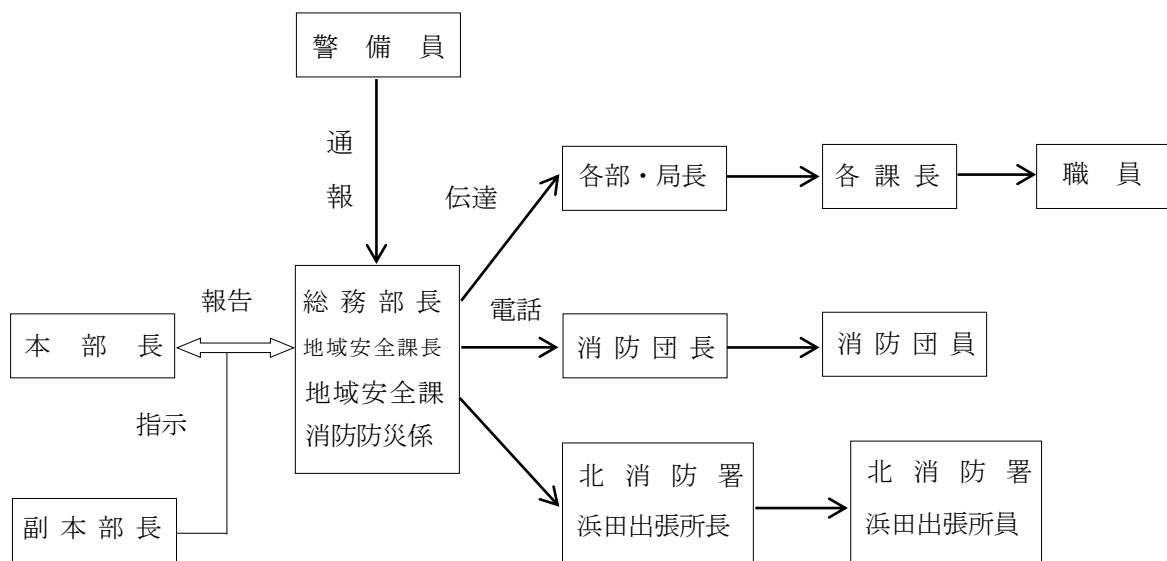 警備員
通
報
伝達
各部・局長
各課長
職員
報告
電話
本部長
総務部長
地域安全課長
地域安全課
消防防災係
消防団長
消防団員
指示
副本部長
北消防署
浜田出張所長
北消防署
浜田出張所員